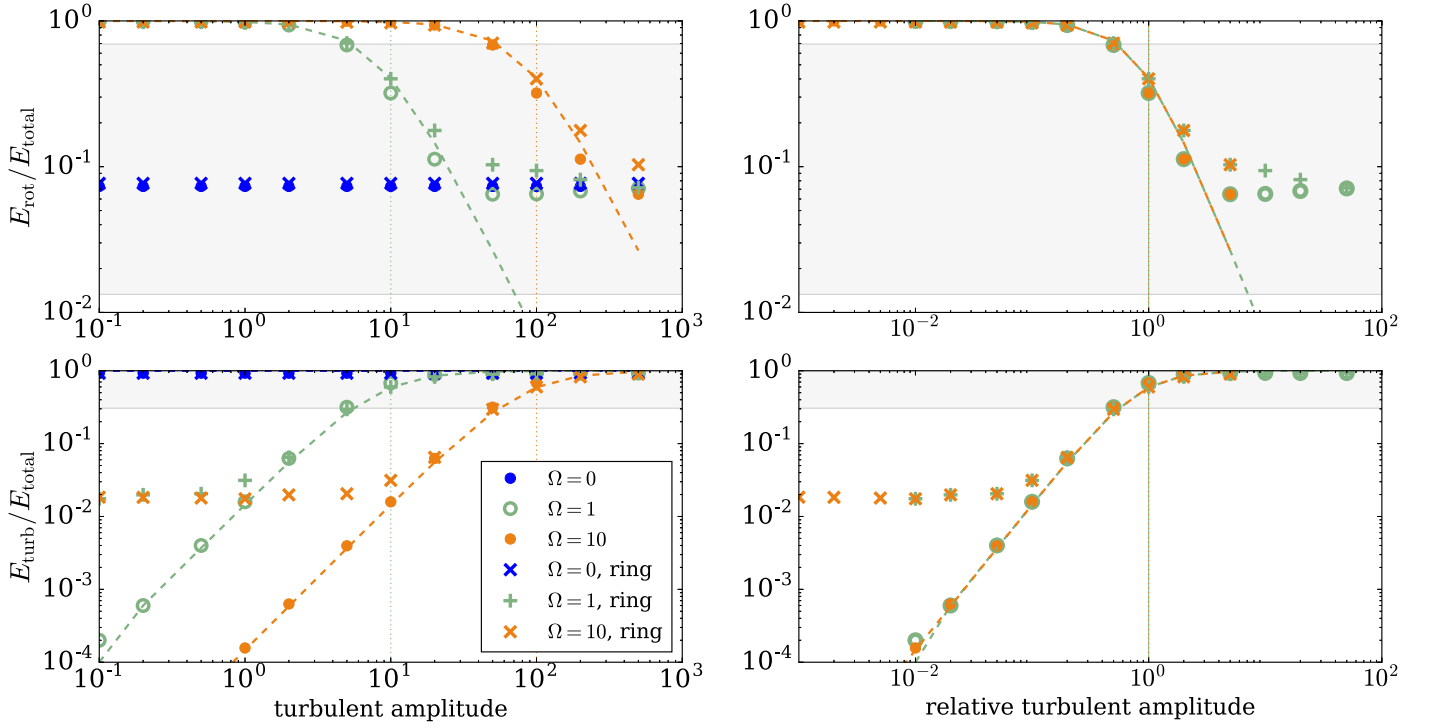 10^0
10^-1
10^-2
E_rot/E_total
10^-1 10^0 10^1 10^2 10^3
10^0
10^-1
10^-2
10^-2 10^0 10^2
10^0
10^-1
10^-2
10^-3
10^-4
E_turb/E_total
Ω=0
Ω=1
Ω=10
Ω=0, ring
Ω=1, ring
Ω=10, ring
10^-1 10^0 10^1 10^2 10^3
turbulent amplitude
10^0
10^-1
10^-2
10^-3
10^-4
10^-2 10^0 10^2
relative turbulent amplitude